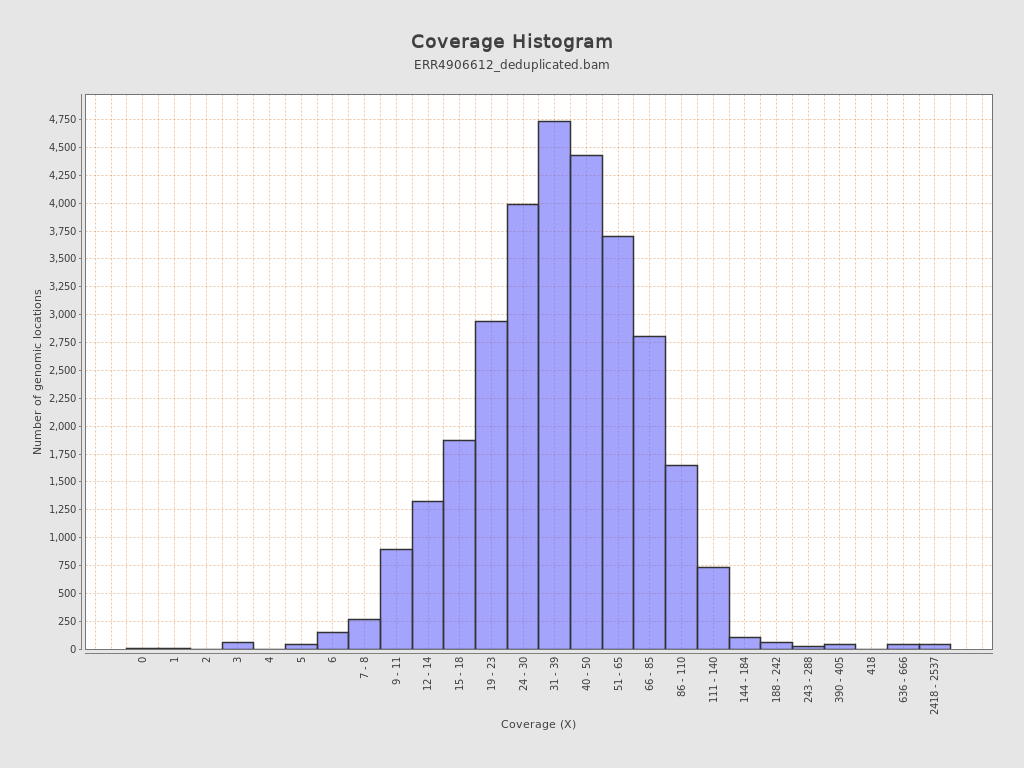 Coverage Histogram
ERR4906612_deduplicated.bam
Number of genomic locations
4,750
4,500
4,250
4,000
3,750
3,500
3,250
3,000
2,750
2,500
2,250
2,000
1,750
1,500
1,250
1,000
750
500
250
0
0
1
2
3
4
5
6
7 - 8
9 - 11
12 - 14
15 - 18
19 - 23
24 - 30
31 - 39
40 - 50
51 - 65
66 - 85
86 - 110
111 - 140
144 - 184
188 - 242
243 - 288
390 - 405
418
636 - 666
2418 - 2537
Coverage (X)